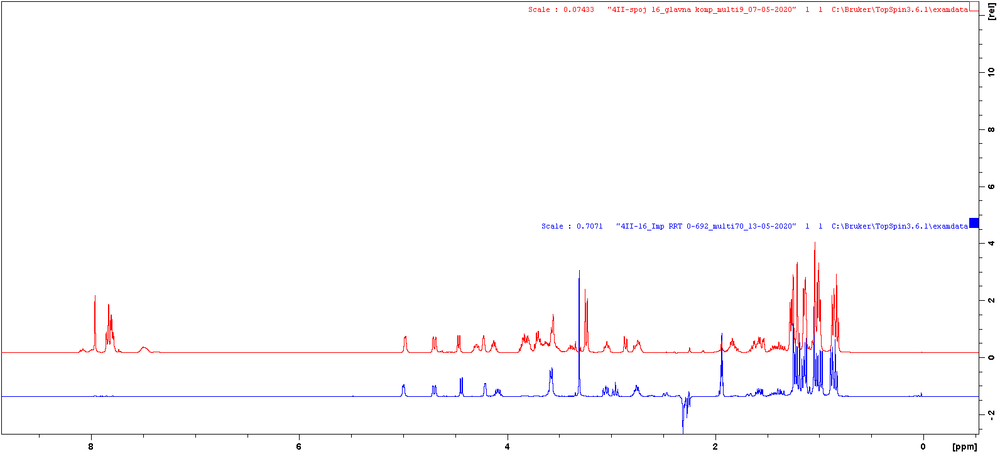 Scale : 0.07433 "4II-spoj 16_glavna komp_multi9_07-05-2020" 1 1 C:\Bruker\TopSpin3.6.1\examdata
[rel]
10
8
6
Scale : 0.7071 "4II-16_Imp RRT 0-692_multi70_13-05-2020" 1 1 C:\Bruker\TopSpin3.6.1\examdata
4
2
0
-2
8 6 4 2 0 [ppm]